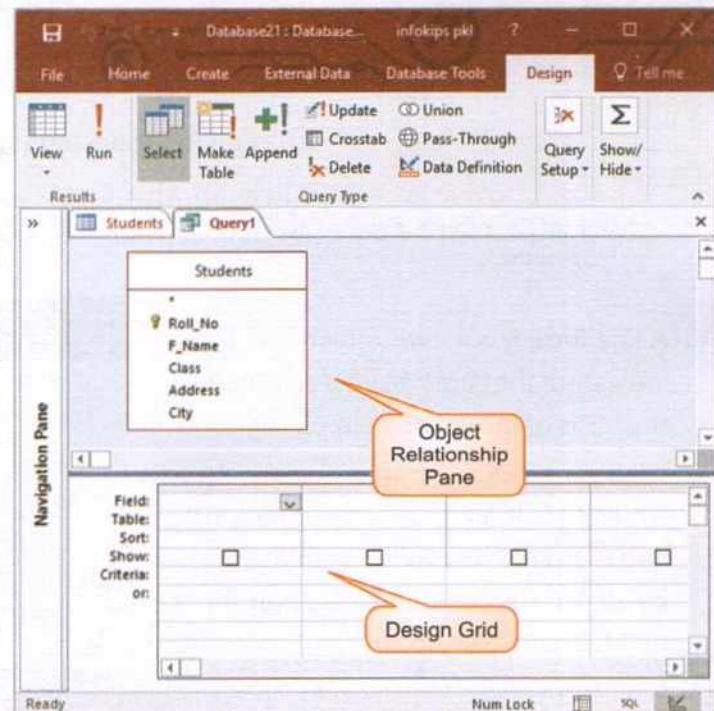 Database21 : Database... infokips pkl ? 
File Home Create External Data Database Tools Design Tell me
View
Run
Select
Make Table
Append
Update
Crosstab
Delete
Union
Pass-Through
Data Definition
Query Setup
Show/ Hide
Results
Query Type
»
Students
Query1
Navigation Pane
Students
*
Roll_No
F_Name
Class
Address
City
Object
Relationship
Pane
Field:
Table:
Sort:
Show:
Criteria:
or:
Design Grid
Ready
Num Lock
SQL